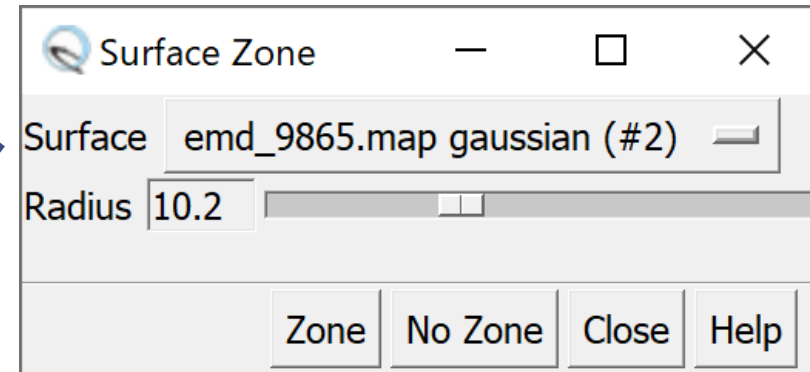 Surface Zone
Surface emd_9865.map gaussian (#2)
Radius 10.2
Zone No Zone Close Help